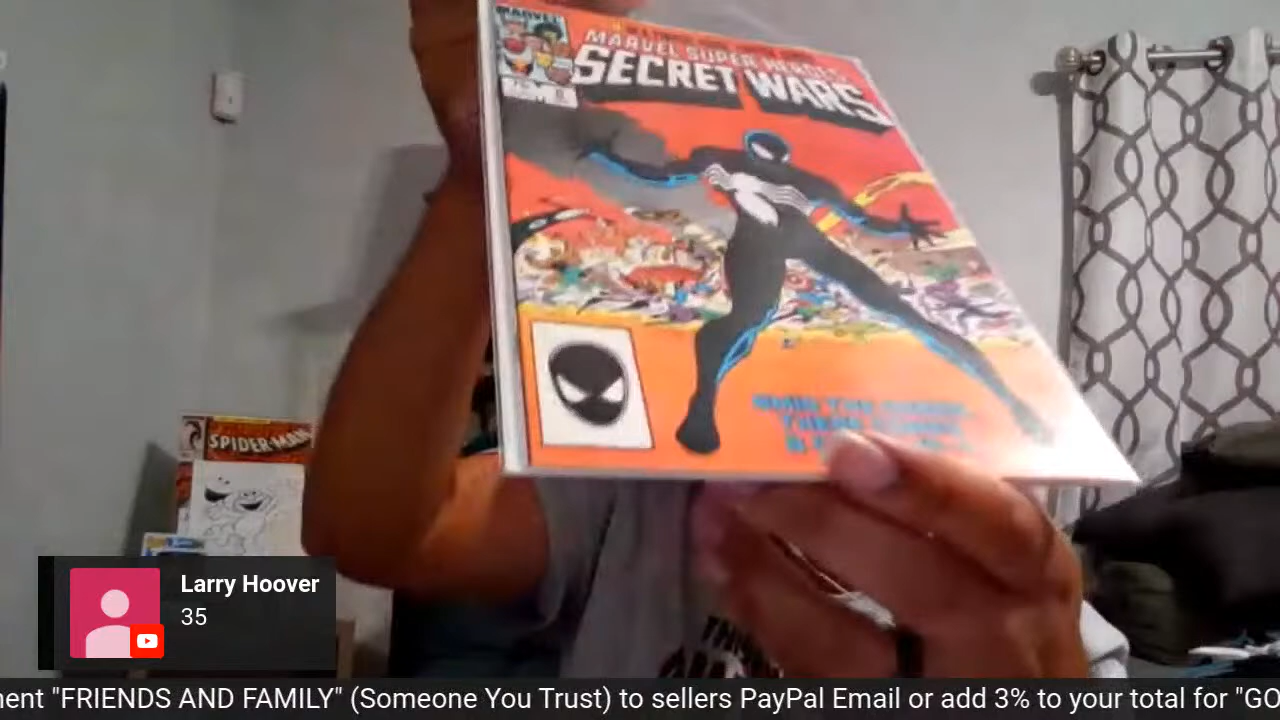 MARVEL
MARVEL SUPER HEROES
SECRET WARS
SPIDER-MAN
Larry Hoover
35
ment "FRIENDS AND FAMILY" (Someone You Trust) to sellers PayPal Email or add 3% to your total for "GO